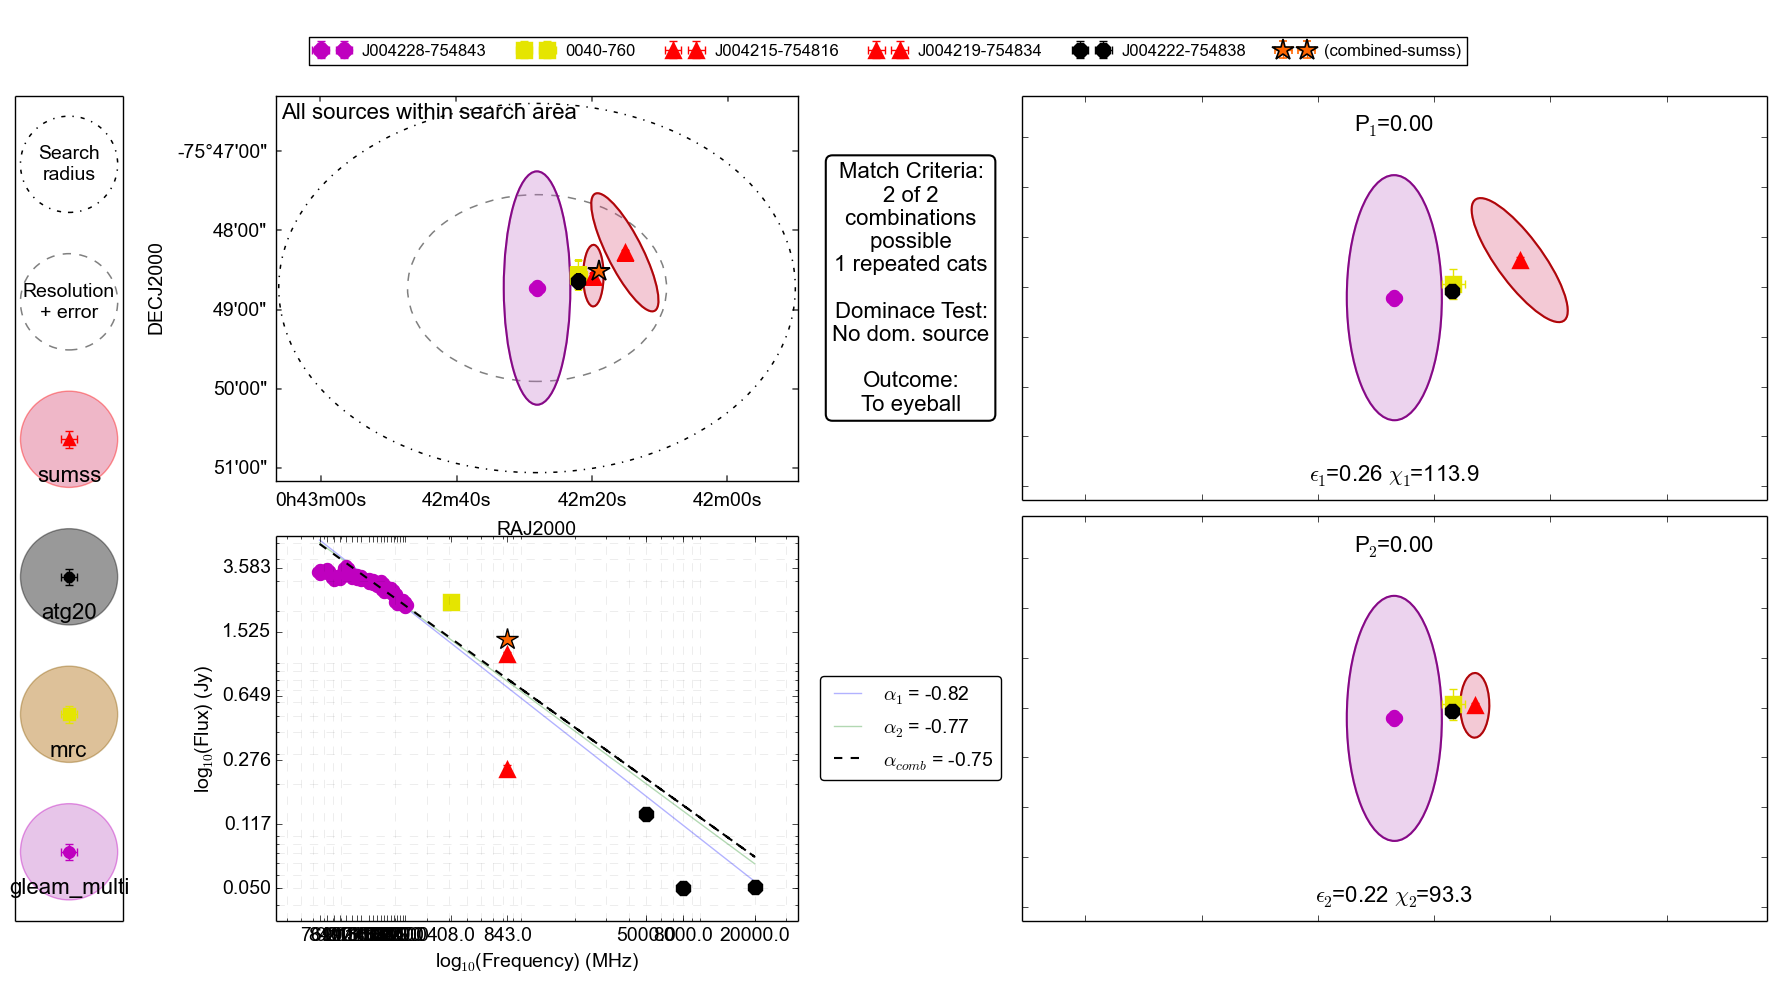 J004228-754843
0040-760
J004215-754816
J004219-754834
J004222-754838
(combined-sumss)
Search
radius
Resolution
+ error
sumss
atg20
mrc
gleam_multi
All sources within search area
DECJ2000
-75°47'00"
48'00"
49'00"
50'00"
51'00"
0h43m00s
42m40s
42m20s
42m00s
RAJ2000
Match Criteria:
2 of 2
combinations
possible
1 repeated cats
Dominace Test:
No dom. source
Outcome:
To eyeball
P1=0.00
ϵ1=0.26 χ1=113.9
P2=0.00
ϵ2=0.22 χ2=93.3
log10(Flux) (Jy)
3.583
1.525
0.649
0.276
0.117
0.050
408.0
843.0
5000.0
8000.0
20000.0
log10(Frequency) (MHz)
α1 = -0.82
α2 = -0.77
αcomb = -0.75